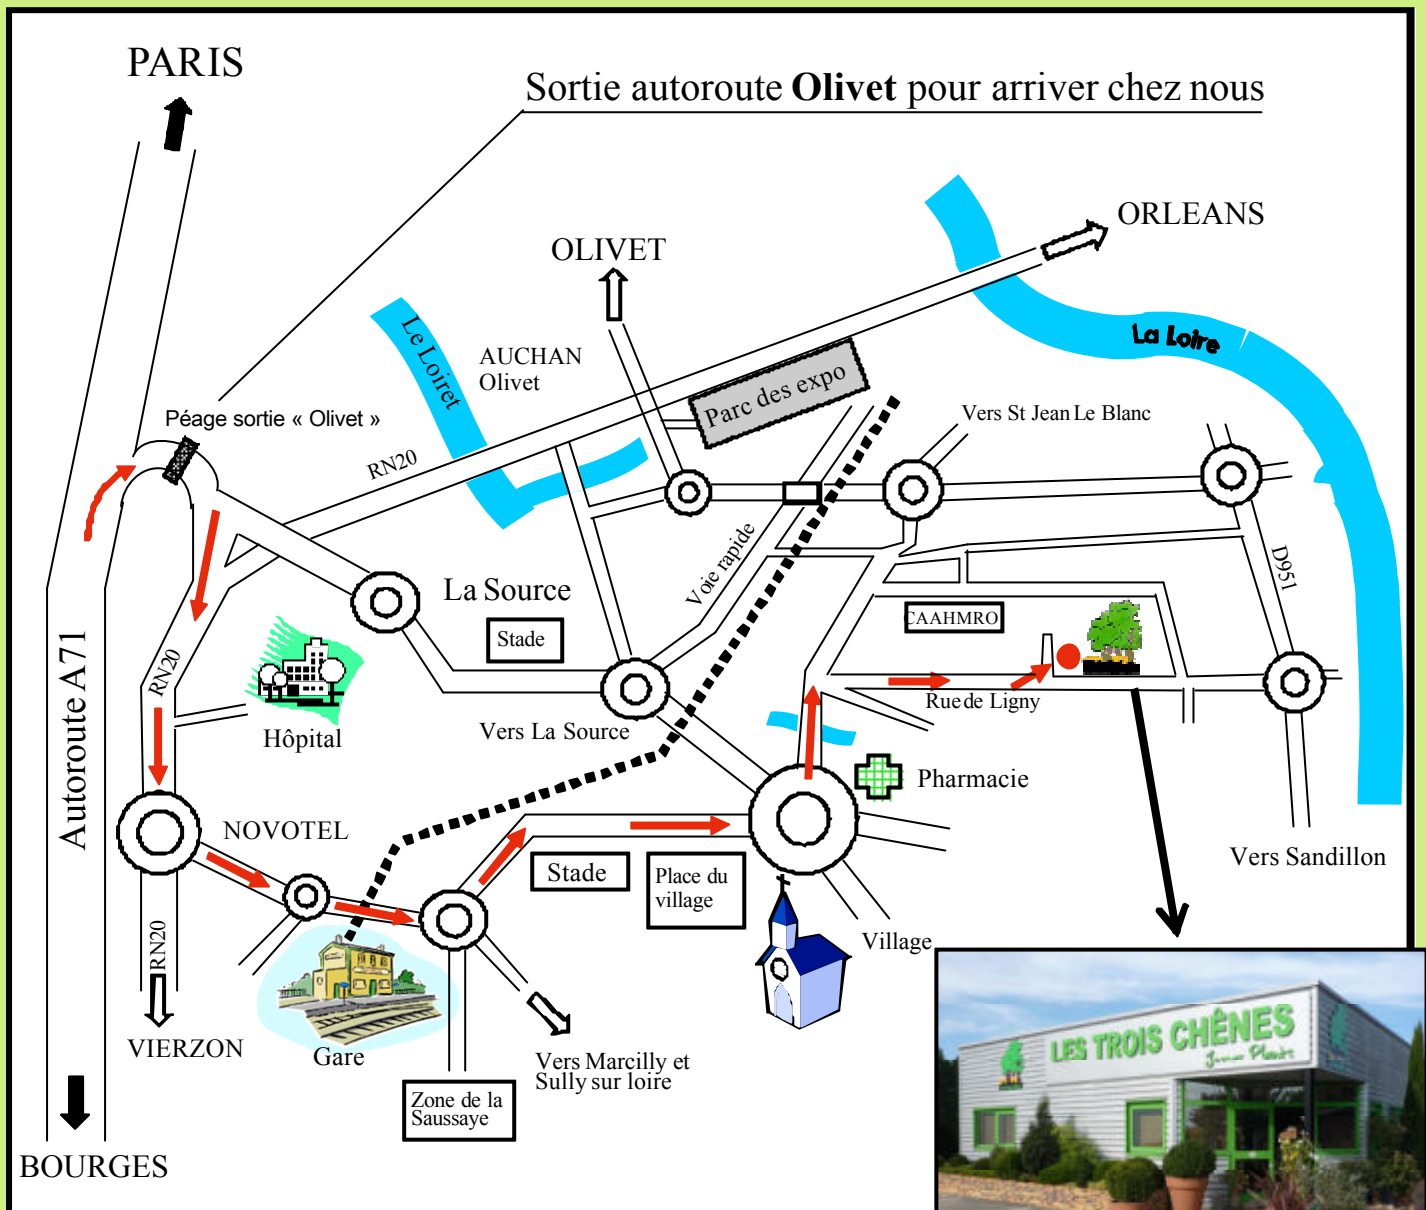 PARIS
Sortie autoroute Olivet pour arriver chez nous
ORLEANS
OLIVET
La Loire
Le Loiret
AUCHAN
Olivet
Parc des expo
Péage sortie « Olivet »
Vers St Jean Le Blanc
RN20
Voie rapide
D951
La Source
Stade
CAAHMRO
Autoroute A71
RN20
Hôpital
Vers La Source
Rue de Ligny
Pharmacie
NOVOTEL
Stade
Place du
village
Vers Sandillon
Village
RN20
VIERZON
Gare
Vers Marcilly et
Sully sur loire
Zone de la
Saussaye
BOURGES
LES TROIS CHÊNES